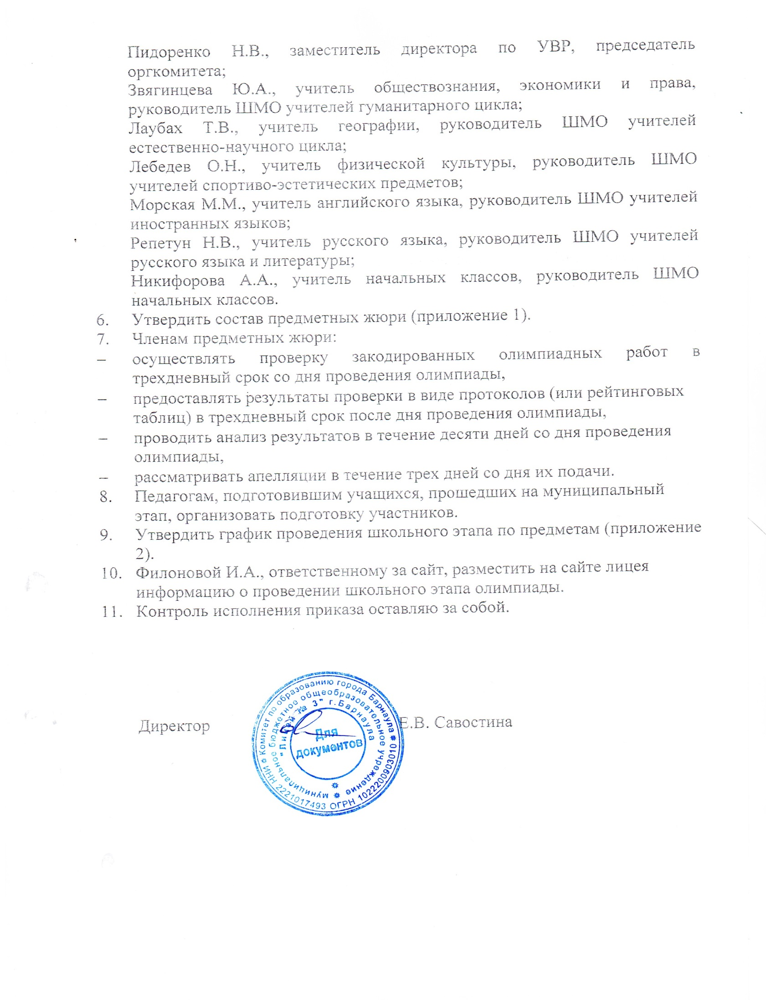 Пидоренко Н.В., заместитель директора по УВР, председатель
оргкомитета;
Звягинцева Ю.А., учитель обществознания, экономики и права,
руководитель ШМО учителей гуманитарного цикла;
Лаубах Т.В., учитель географии, руководитель ШМО учителей
естественно-научного цикла;
Лебедев О.Н., учитель физической культуры, руководитель ШМО
учителей спортиво-эстетических предметов;
Морская М.М., учитель английского языка, руководитель ШМО учителей
иностранных языков;
Репетун Н.В., учитель русского языка, руководитель ШМО учителей
русского языка и литературы;
Никифорова А.А., учитель начальных классов, руководитель ШМО
начальных классов.
6. Утвердить состав предметных жюри (приложение 1).
7. Членам предметных жюри:
– осуществлять проверку закодированных олимпиадных работ в
трехдневный срок со дня проведения олимпиады,
– предоставлять результаты проверки в виде протоколов (или рейтинговых
таблиц) в трехдневный срок после дня проведения олимпиады,
– проводить анализ результатов в течение десяти дней со дня проведения
олимпиады,
– рассматривать апелляции в течение трех дней со дня их подачи.
8. Педагогам, подготовившим учащихся, прошедших на муниципальный
этап, организовать подготовку участников.
9. Утвердить график проведения школьного этапа по предметам (приложение
2).
10. Филоновой И.А., ответственному за сайт, разместить на сайте лицея
информацию о проведении школьного этапа олимпиады.
11. Контроль исполнения приказа оставляю за собой.
Директор Е.В. Савостина
Комитет по образованию города Барнаула
ИНН 2221017493 ОГРН 1022200903010
муниципальное бюджетное общеобразовательное учреждение
"Лицей № 3" г.Барнаула
Для
документов